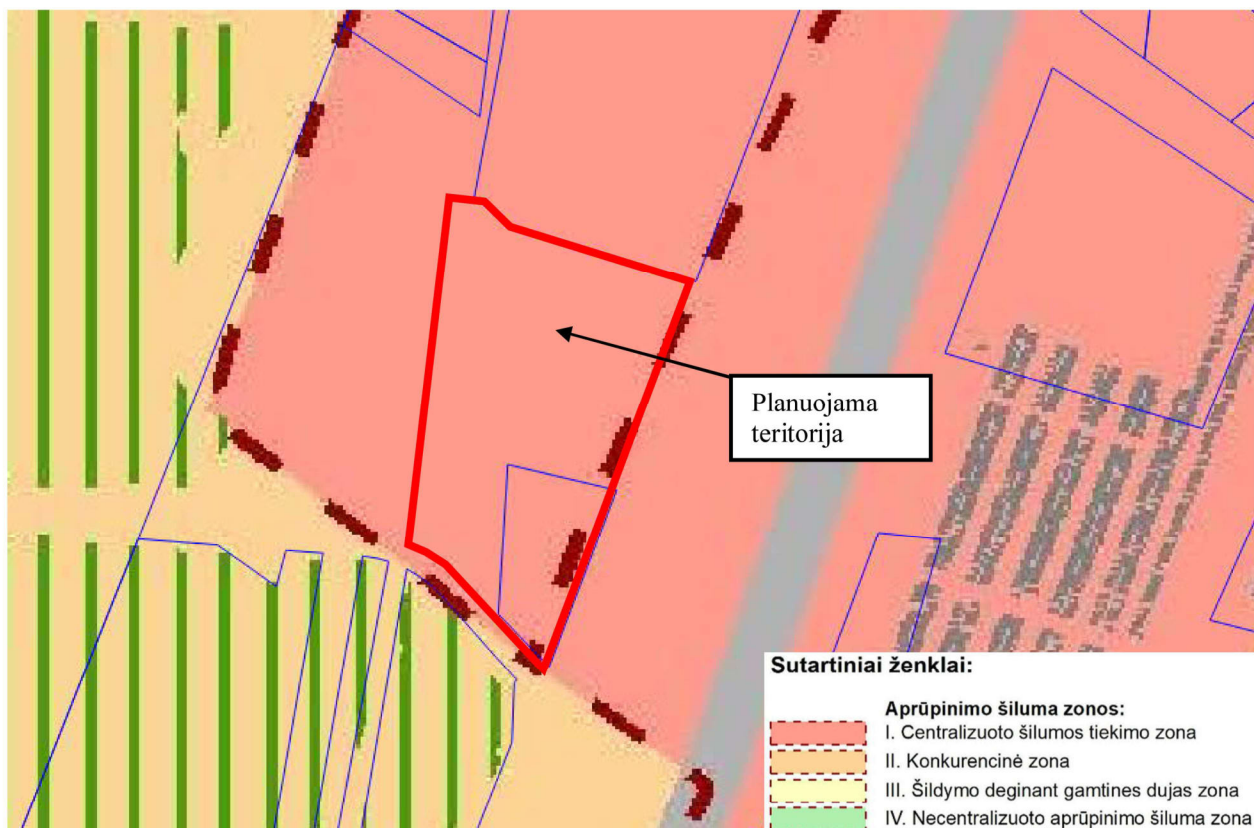 Planuojama
teritorija
Sutartiniai ženklai:
Aprūpinimo šiluma zonos:
I. Centralizuoto šilumos tiekimo zona
II. Konkurencinė zona
III. Šildymo deginant gamtines dujas zona
IV. Necentralizuoto aprūpinimo šiluma zona